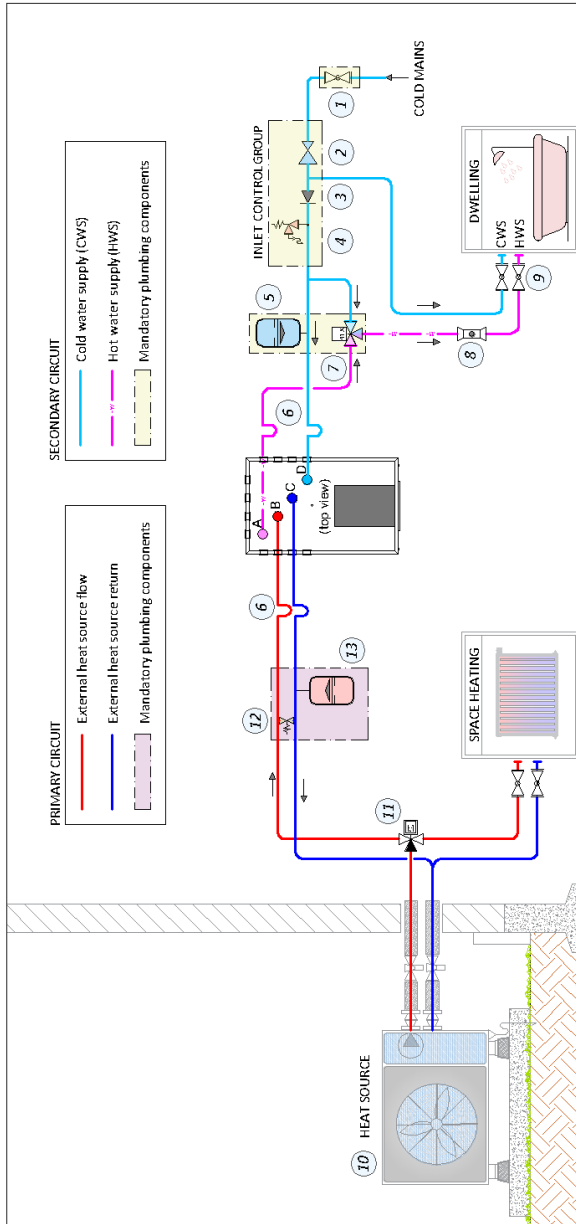 PRIMARY CIRCUIT
External heat source flow
External heat source return
Mandatory plumbing components
SECONDARY CIRCUIT
Cold water supply (CWS)
Hot water supply (HWS)
Mandatory plumbing components
INLET CONTROL GROUP
1
2
3
4
5
6
7
8
9
COLD MAINS
DWELLING
CWS
HWS
A
B
C
D
(top view)
6
12
13
11
SPACE HEATING
10
HEAT SOURCE